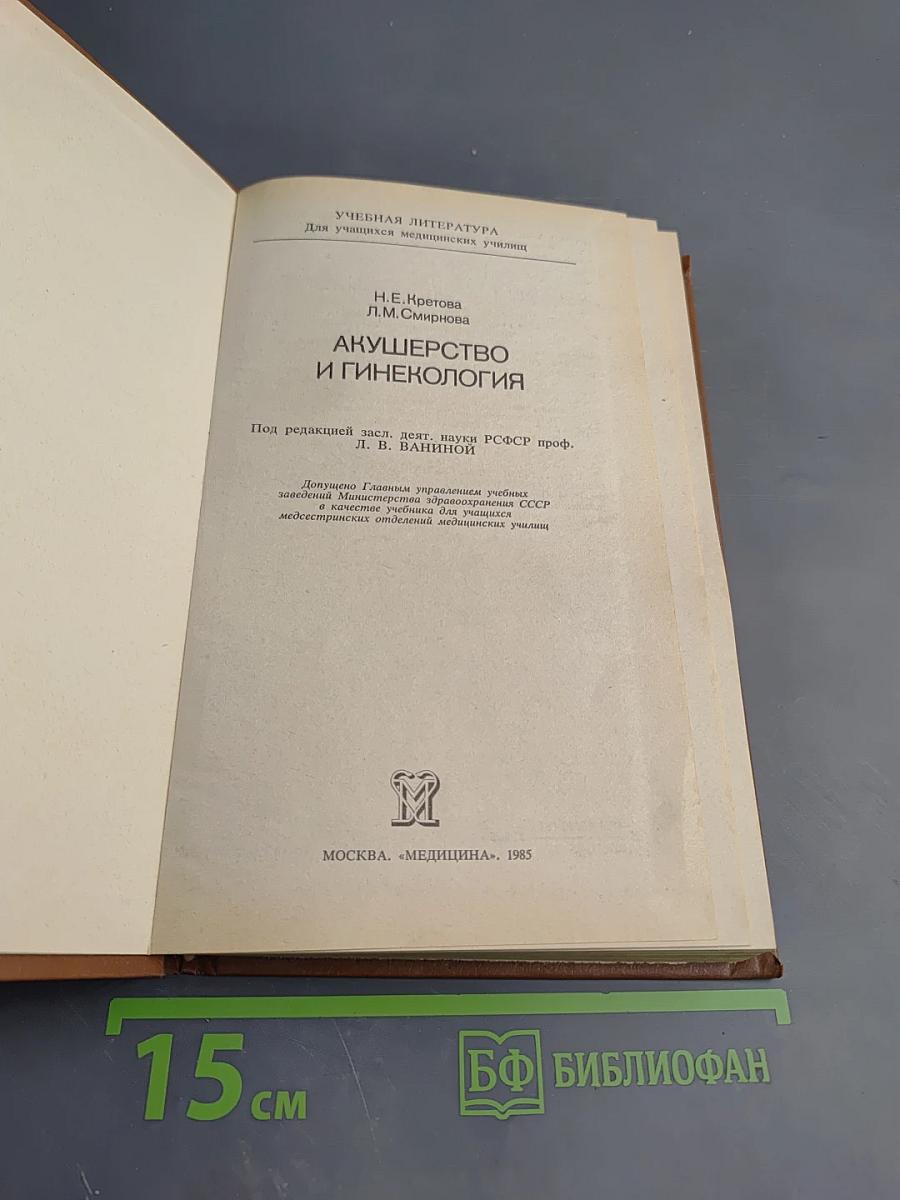 УЧЕБНАЯ ЛИТЕРАТУРА
Для учащихся медицинских училищ
Н.Е.Кретова
Л.М.Смирнова
АКУШЕРСТВО
И ГИНЕКОЛОГИЯ
Под редакцией засл. деят. науки РСФСР проф.
Л. В. ВАНИНОЙ
Допущено Главным управлением учебных
заведений Министерства здравоохранения СССР
в качестве учебника для учащихся
медсестринских отделений медицинских училищ
М
МОСКВА. «МЕДИЦИНА». 1985
15 см
БФ БИБЛИОФАН